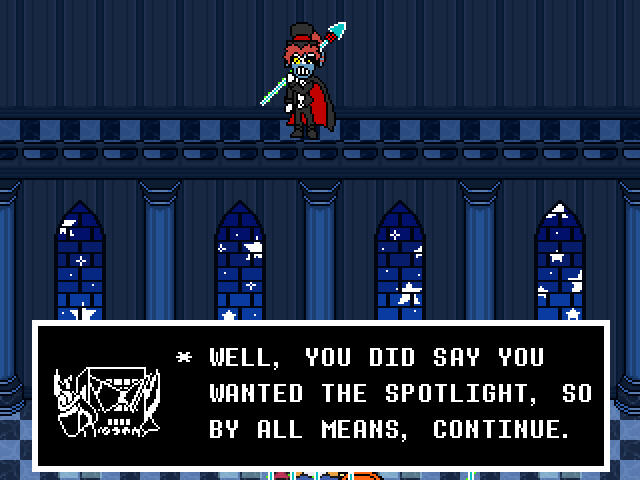 * WELL, YOU DID SAY YOU
WANTED THE SPOTLIGHT, SO
BY ALL MEANS, CONTINUE.